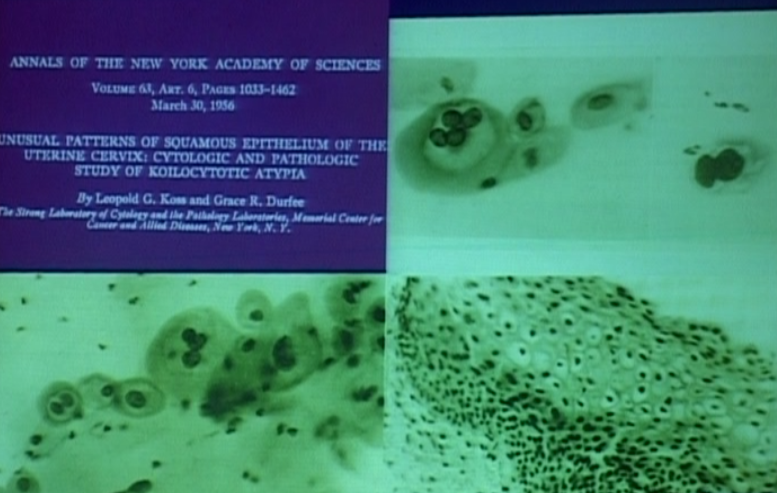 ANNALS OF THE NEW YORK ACADEMY OF SCIENCES
VOLUME 63, ART. 6, PAGES 1033–1462
March 30, 1956
UNUSUAL PATTERNS OF SQUAMOUS EPITHELIUM OF THE
UTERINE CERVIX: CYTOLOGIC AND PATHOLOGIC
STUDY OF KOILOCYTOTIC ATYPIA
By Leopold G. Koss and Grace R. Durfee
The Strang Laboratory of Cytology and the Pathology Laboratories, Memorial Center for
Cancer and Allied Diseases, New York, N. Y.